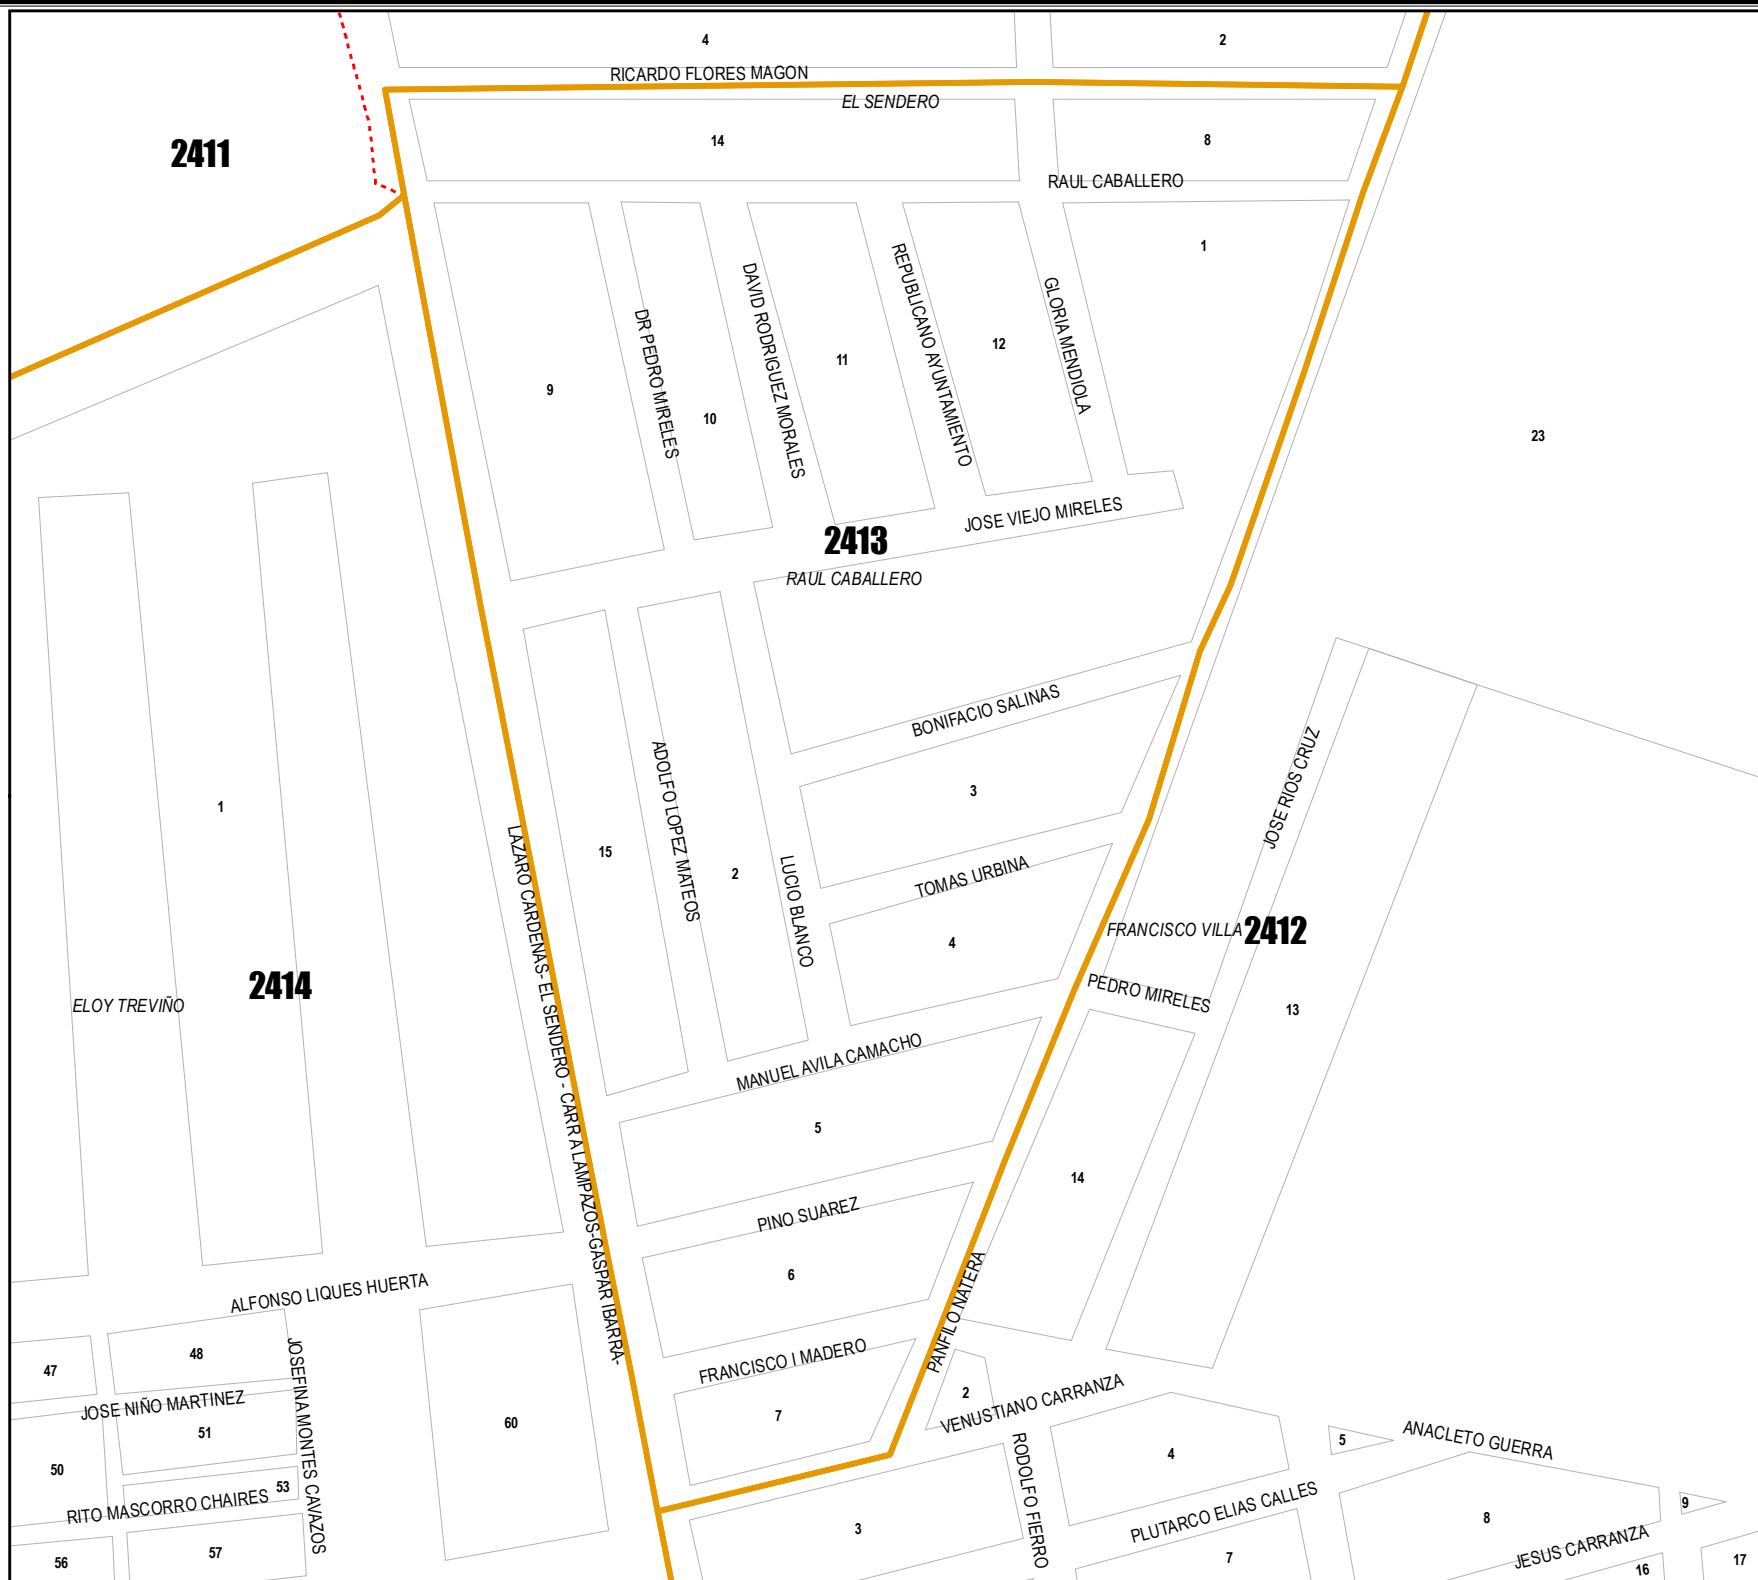 4
2
RICARDO FLORES MAGON
EL SENDERO
14
8
2411
RAUL CABALLERO
1
DR PEDRO MIRELES
DAVID RODRIGUEZ MORALES
REPUBLICANO AYUNTAMIENTO
GLORIA MENDIOLA
9
10
11
12
23
JOSE VIEJO MIRELES
2413
RAUL CABALLERO
BONIFACIO SALINAS
JOSE RIOS CRUZ
ADOLFO LOPEZ MATEOS
3
1
15
2
LUCIO BLANCO
TOMAS URBINA
4
FRANCISCO VILLA
2412
LAZARO CARDENAS- EL SENDERO - CARR A LAMPAZOS-GASPAR IBARRA-
2414
ELOY TREVIÑO
PEDRO MIRELES
13
MANUEL AVILA CAMACHO
5
14
PINO SUAREZ
6
PANFILO NATERA
ALFONSO LIQUES HUERTA
48
47
JOSEFINA MONTES CAVAZOS
FRANCISCO I MADERO
2
JOSE NIÑO MARTINEZ
51
60
7
VENUSTIANO CARRANZA
RODOLFO FIERRO
4
5
ANACLETO GUERRA
50
53
RITO MASCORRO CHAIRES
3
PLUTARCO ELIAS CALLES
8
9
56
57
7
JESUS CARRANZA
16
17